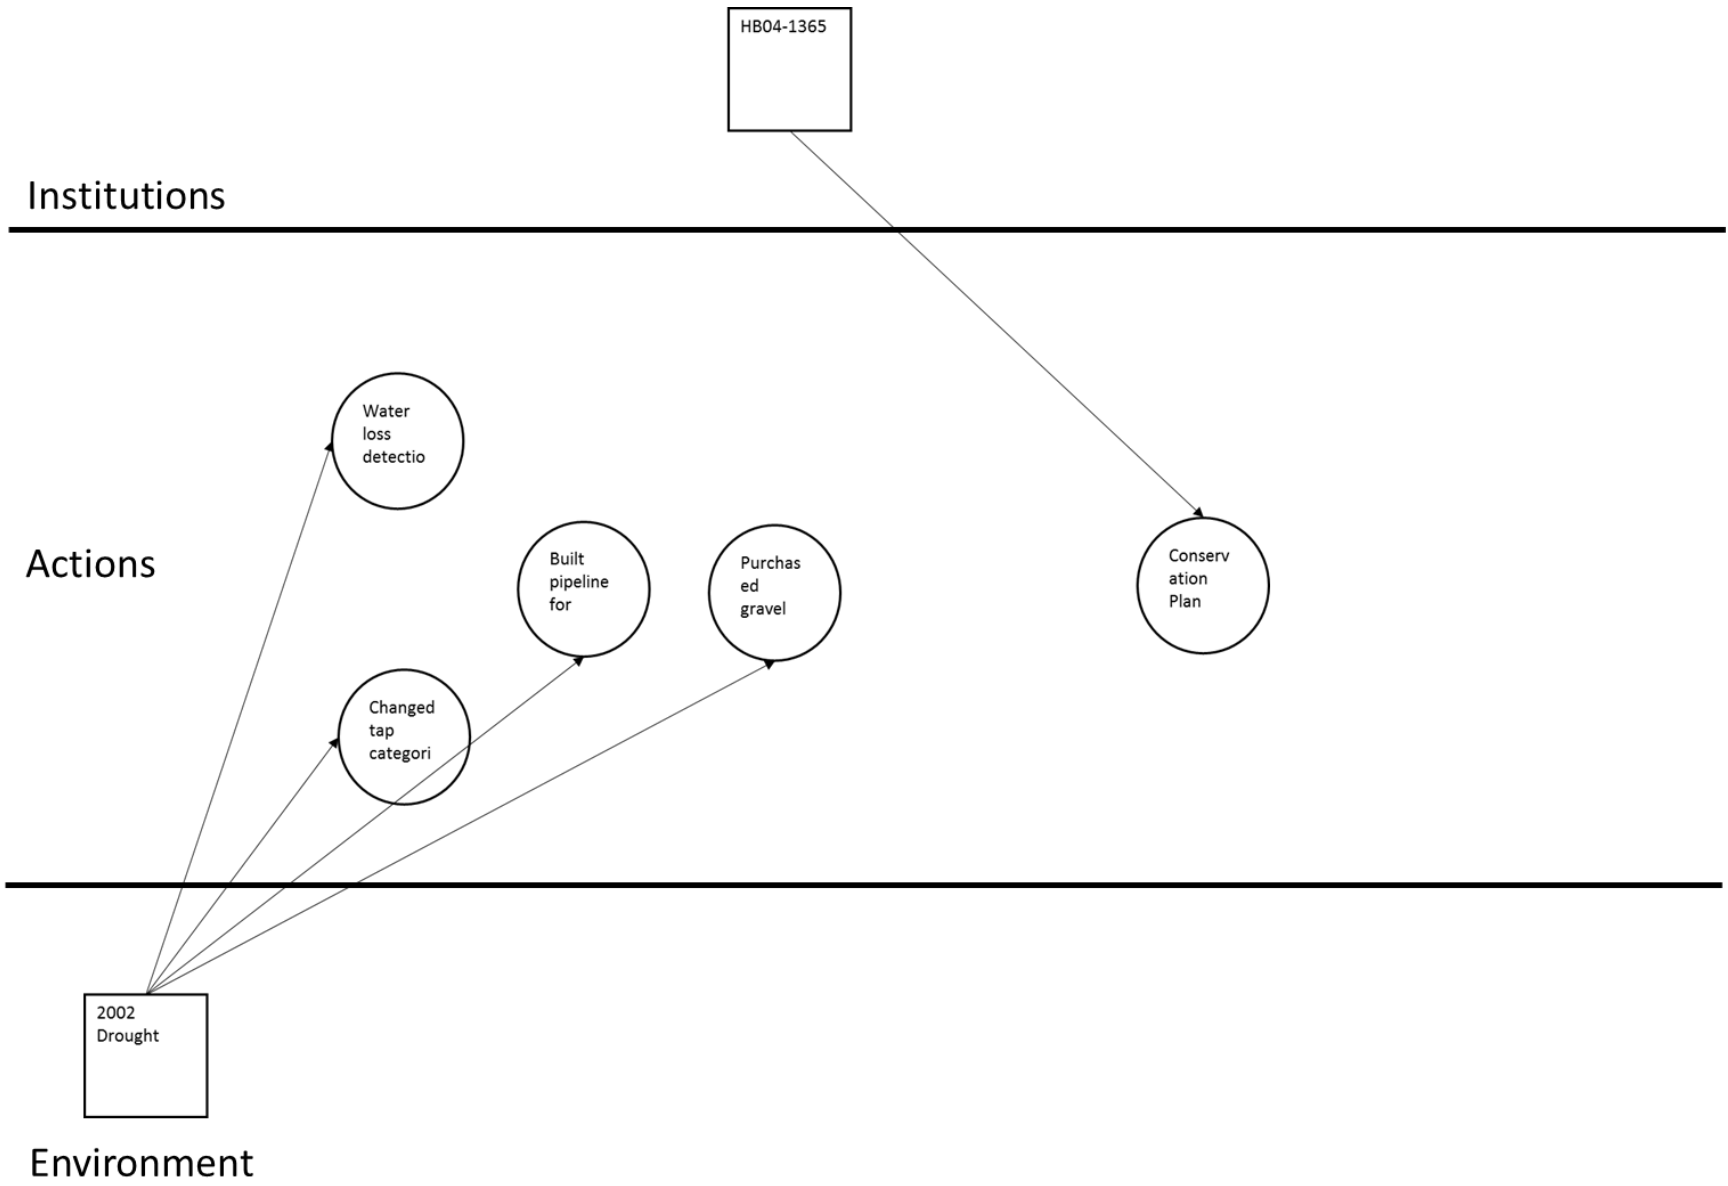 HB04-1365
Institutions
Water
loss
detectio
Actions
Built
pipeline
for
Purchas
ed
gravel
Conserv
ation
Plan
Changed
tap
categori
2002
Drought
Environment